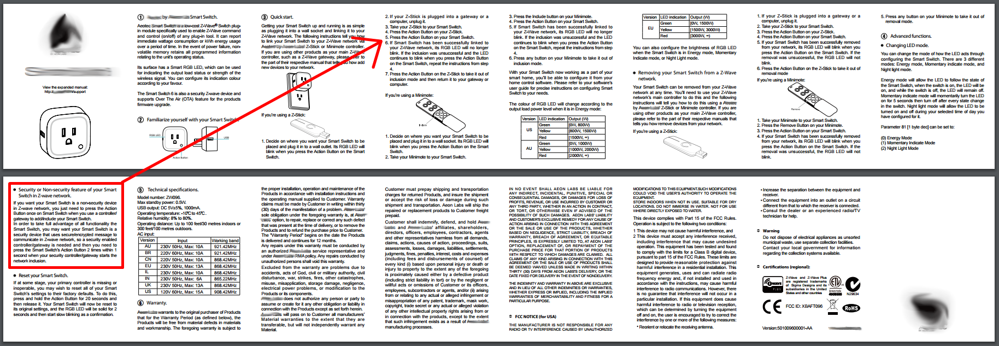 View the expanded manual:
http:/ /support
① by Smart Switch.
Aeotec Smart Switch is a low-cost Z-Wave® Switch plug-
in module specifically used to enable Z-Wave command
and control (on/off) of any plug-in tool. It can report
immediate wattage consumption or kWh energy usage
over a period of time. In the event of power failure, non-
volatile memory retains all programmed information
relating to the unit's operating status.
Its surface has a Smart RGB LED, which can be used
for indicating the output load status or strength of the
wireless signal. You can configure its indication colour
according to your favour.
The Smart Switch 6 is also a security Z-wave device and
supports Over The Air (OTA) feature for the products
firmware upgrade.
② Familiarize yourself with your Smart Switch.
RGB LED
USB
Action Button
③ Quick start.
Getting your Smart Switch up and running is as simple
as plugging it into a wall socket and linking it to your
Z-Wave network. The following instructions tell you how
to link your Smart Switch to your Z-Wave network via
Z-Stick or Minimote controller.
If you are using other products as your main Z-Wave
controller, such as a Z-Wave gateway, please refer to
the part of their respective manual that tells you how add
new devices to your network.
If you're using a Z-Stick:
1. Decide on where you want your Smart Switch to be
placed and plug it in to a wall outlet. Its RGB LED will
blink when you press the Action Button on the Smart
Switch.
2. If your Z-Stick is plugged into a gateway or a
computer, unplug it.
3. Take your Z-Stick to your Smart Switch.
4. Press the Action Button on your Z-Stick.
5. Press the Action Button on your Smart Switch.
6. If Smart Switch has been successfully linked to
your Z-Wave network, its RGB LED will no longer
blink. If the inclusion was unsuccessful and the LED
continues to blink when you press the Action Button
on the Smart Switch, repeat the instructions from step
4.
7. Press the Action Button on the Z-Stick to take it out of
inclusion mode and then return it to your gateway or
computer.
If you're using a Minimote:
Include
1. Decide on where you want your Smart Switch to be
placed and plug it in to a wall socket. Its RGB LED will
blink when you press the Action Button on the Smart
Switch.
2. Take your Minimote to your Smart Switch.
3. Press the Include button on your Minimote.
4. Press the Action Button on your Smart Switch.
5. If Smart Switch has been successfully linked to
your Z-Wave network, its RGB LED will no longer
blink. If the inclusion was unsuccessful and the LED
continues to blink when you press the Action Button
on the Smart Switch, repeat the instructions from step
4.
6. Press any button on your Minimote to take it out of
inclusion mode.
With your Smart Switch now working as a part of your
smart home, you'll be able to configure it from your
home control software. Please refer to your software's
user guide for precise instructions on configuring Smart
Switch to your needs.
The colour of RGB LED will change according to the
output load power level when it is in Energy mode:
Version LED indication Output (W)
US Green [0W, 800W)
Yellow [800W, 1500W)
Red [1500W, ∞)
AU Green [0W, 1000W)
Yellow [1000W, 2000W)
Red [2000W, ∞)
Version LED indication Output (W)
EU Green [0W, 1500W)
Yellow [1500W, 3000W)
Red [3000W, ∞)
You can also configure the brightness of RGB LED
when the Smart Switch is in Energy mode, Momentary
Indicate mode, or Night Light mode.
● Removing your Smart Switch from a Z-Wave
network.
Your Smart Switch can be removed from your Z-Wave
network at any time. You'll need to use your Z-Wave
network's main controller to do this and the following
instructions will tell you how to do this using a
by Z-Stick or Minimote controller. If you are
using other products as your main Z-Wave controller,
please refer to the part of their respective manuals that
tells you how remove devices from your network.
If you're using a Z-Stick:
1. If your Z-Stick is plugged into a gateway or a
computer, unplug it.
2. Take your Z-Stick to your Smart Switch.
3. Press the Action Button on your Z-Stick.
4. Press the Action Button on your Smart Switch.
5. If your Smart Switch has been successfully removed
from your network, its RGB LED will blink when you
press the Action Button on the Smart Switch. If the
removal was unsuccessful, the RGB LED will not
blink.
6. Press the Action Button on the Z-Stick to take it out of
removal mode
If you're using a Minimote:
Remove
1. Take your Minimote to your Smart Switch.
2. Press the Remove Button on your Minimote.
3. Press the Action Button on your Smart Switch.
4. If your Smart Switch has been successfully removed
from your network, its RGB LED will blink when you
press the Action Button on the Smart Switch. If the
removal was unsuccessful, the RGB LED will not
blink.
5. Press any button on your Minimote to take it out of
removal mode.
④ Advanced functions.
● Changing LED mode.
You can change the mode of how the LED acts through
configuring the Smart Switch. There are 3 different
modes: Energy mode, Momentary indicate mode, and
Night light mode.
Energy mode will allow the LED to follow the state of
the Smart Switch, when the switch is on, the LED will be
on, and while the switch is off, the LED will remain off.
Momentary indicate mode will momentarily turn the LED
on for 5 seconds then turn off after every state change
in the switch. Night light mode will allow the LED to be
turned on and off during your selected time of day you
have configured for it.
Parameter 81 [1 byte dec] can be set to:
(0) Energy Mode
(1) Momentary Indicate Mode
(2) Night Light Mode
● Security or Non-security feature of your Smart
Switch in Z-wave network.
If you want your Smart Switch is a non-security device
in Z-wave network, you just need to press the Action
Button once on Smart Switch when you use a controller/
gateway to add/include your Smart Switch.
In order to take full advantage of all functionality the
Smart Switch, you may want your Smart Switch is a
security device that uses secure/encrypted message to
communicate in Z-wave network, so a security enabled
controller/gateway is needed and then you need to
press the Smart Switch's Action Button 2 times within 1
second when your security controller/gateway starts the
network inclusion.
● Reset your Smart Switch.
If at some stage, your primary controller is missing or
inoperable, you may wish to reset all of your Smart
Switch's settings to their factory defaults. To do this,
press and hold the Action Button for 20 seconds and
then release it. Your Smart Switch will now be reset to
its original settings, and the RGB LED will be solid for 2
seconds and then start slow blinking as a confirmation.
⑤ Technical specifications.
Model number: ZW096.
Max standby power: 0.5W.
USB output: DC 5V±5%, 1000mA.
Operating temperature: -10℃ to 45℃.
Relative humidity: 8% to 80%.
Operating distance: Up to 100 feet/30 metres indoors or
300 feet/100 metres outdoors.
AC input:
Version Input Working band
AU 230V 50Hz, Max: 10A 921.42MHz
BR 220V 60Hz, Max: 10A 921.42MHz
CN 220V 50Hz, Max: 10A 868.42MHz
EU 230V 50Hz, Max: 13A 868.42MHz
IL 230V 50Hz, Max: 10A 868.42MHz
IN 230V 50Hz, Max: 6A 865.22MHz
UK 230V 50Hz, Max: 13A 868.42MHz
US 120V 60Hz, Max: 15A 908.42MHz
⑥ Warranty.
warrants to the original purchaser of Products
that for the Warranty Period (as defined below), the
Products will be free from material defects in materials
and workmanship. The foregoing warranty is subject to
the proper installation, operation and maintenance of the
Products in accordance with installation instructions and
the operating manual supplied to Customer. Warranty
claims must be made by Customer in writing within thirty
(30) days of the manifestation of a problem.
sole obligation under the foregoing warranty is, at
option, to repair, replace or correct any such defect
that was present at the time of delivery, or to remove the
Products and to refund the purchase price to Customer.
The "Warranty Period" begins on the date the Products
is delivered and continues for 12 months.
Any repairs under this warranty must be conducted by
an authorized service representative and
under RMA policy. Any repairs conducted by
unauthorized persons shall void this warranty.
Excluded from the warranty are problems due to
accidents, acts of God, civil or military authority, civil
disturbance, war, strikes, fires, other catastrophes,
misuse, misapplication, storage damage, negligence,
electrical power problems, or modification to the
Products or its components.
does not authorize any person or party to
assume or create for it any other obligation or liability in
connection with the Products except as set forth herein.
will pass on to Customer all manufacturers'
Material warranties to the extent that they are
transferable, but will not independently warrant any
Material.
Customer must prepay shipping and transportation
charges for returned Products, and insure the shipment
or accept the risk of loss or damage during such
shipment and transportation. Aeon Labs will ship the
repaired or replacement products to Customer freight
prepaid.
Customer shall indemnify, defend, and hold
and affiliates, shareholders,
directors, officers, employees, contractors, agents
and other representatives harmless from all demands,
claims, actions, causes of action, proceedings, suits,
assessments, losses, damages, liabilities, settlements,
judgments, fines, penalties, interest, costs and expenses
(including fees and disbursements of counsel) of
every kind (i) based upon personal injury or death or
injury to property to the extent any of the foregoing
is proximately caused either by a defective product
(including strict liability in tort) or by the negligent or
willful acts or omissions of Customer or its officers,
employees, subcontractors or agents, and/or (ii) arising
from or relating to any actual or alleged infringement or
misappropriation of any patent, trademark, mask work,
copyright, trade secret or any actual or alleged violation
of any other intellectual property rights arising from or
in connection with the products, except to the extent
that such infringement exists as a result of
manufacturing processes.
IN NO EVENT SHALL AEON LABS BE LIABLE FOR
ANY INDIRECT, INCIDENTAL, PUNITIVE, SPECIAL OR
CONSEQUENTIAL DAMAGES, OR DAMAGES FOR LOSS OF
PROFITS, REVENUE, OR USE INCURRED BY CUSTOMER OR
ANY THIRD PARTY, WHETHER IN AN ACTION IN CONTRACT,
OR TORT, OR OTHERWISE EVEN IF ADVISED OF THE
POSSIBILITY OF SUCH DAMAGES. AEON LABS' LIABILITY
AND CUSTOMER'S EXCLUSIVE REMEDY FOR ANY CAUSE OF
ACTION ARISING IN CONNECTION WITH THIS AGREEMENT
OR THE SALE OR USE OF THE PRODUCTS, WHETHER
BASED ON NEGLIGENCE, STRICT LIABILITY, BREACH OF
WARRANTY, BREACH OF AGREEMENT, OR EQUITABLE
PRINCIPLES, IS EXPRESSLY LIMITED TO, AT AEON LABS'
OPTION, REPLACEMENT OF, OR REPAYMENT OF THE
PURCHASE PRICE FOR THAT PORTION OF PRODUCTS
WITH RESPECT TO WHICH DAMAGES ARE CLAIMED. ALL
CLAIMS OF ANY KIND ARISING IN CONNECTION WITH THIS
AGREEMENT OR THE SALE OR USE OF PRODUCTS SHALL
BE DEEMED WAIVED UNLESS MADE IN WRITING WITHIN
THIRTY (30) DAYS FROM AEON LABS'S DELIVERY, OR THE
DATE FIXED FOR DELIVERY IN THE EVENT OF NONDELIVERY.
THE INDEMNITY AND WARRANTY IN ABOVE ARE EXCLUSIVE
AND IN LIEU OF ALL OTHER INDEMNITIES OR WARRANTIES,
WHETHER EXPRESS OR IMPLIED, INCLUDING THE IMPLIED
WARRANTIES OF MERCHANTABILITY AND FITNESS FOR A
PARTICULAR PURPOSE.
FCC NOTICE (for USA)
THE MANUFACTURER IS NOT RESPONSIBLE FOR ANY
RADIO OR TV INTERFERENCE CAUSED BY UNAUTHORIZED
MODIFICATIONS TO THIS EQUIPMENT.SUCH MODIFICATIONS
COULD VOID THE USER'S AUTHORITY TO OPERATE THE
EQUIPMENT.
STORE INDOORS WHEN NOT IN USE. SUITABLE FOR DRY
LOCATIONS. DO NOT IMMERSE IN WATER. NOT FOR USE
WHERE DIRECTLY EXPOSED TO WATER.
This device complies with Part 15 of the FCC Rules.
Operation is subject to the following two conditions:
1 This device may not cause harmful interference, and
2 This device must accept any interference received,
including interference that may cause undesired
operation. This equipment has been tested and found
to comply with the limits for a Class B digital device,
pursuant to part 15 of the FCC Rules. These limits are
designed to provide reasonable protection against
harmful interference in a residential installation. This
equipment generates, uses and can radiate radio
frequency energy and, if not installed and used in
accordance with the instructions, may cause harmful
interference to radio communications. However, there
is no guarantee that interference will not occur in a
particular installation. If this equipment does cause
harmful interference to radio or television reception,
which can be determined by turning the equipment
off and on, the user is encouraged to try to correct the
interference by one or more of the following measures:
• Reorient or relocate the receiving antenna.
• Increase the separation between the equipment and
receiver.
• Connect the equipment into an outlet on a circuit
different from that to which the receiver is connected.
• Consult the dealer or an experienced radio/TV
technician for help.
Warning
Do not dispose of electrical appliances as unsorted
municipal waste, use separate collection facilities.
Contact your local government for information
regarding the collection systems available.
Certifications (regional):
Z-WAVE PLUS
Z-Wave and Z-Wave Plus
are registered trademarks
of Sigma Designs and its
subsidiaries in the United
States and other countries
ETL
Intertek
4005555
N29634
CE
FCC ID: XBAFT096
RoHS
Version:501009600001-AA